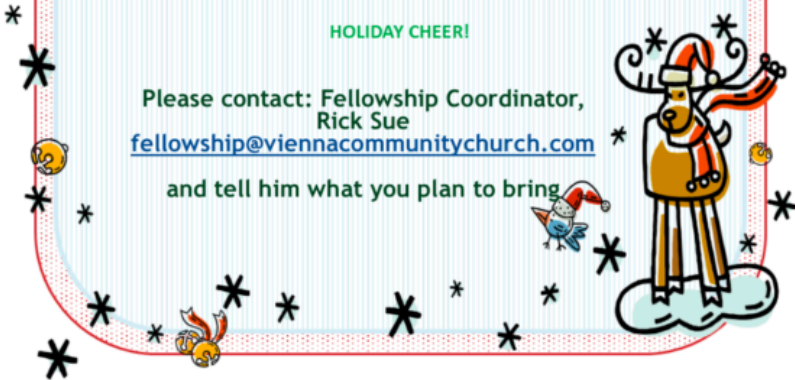 HOLIDAY CHEER!
Please contact: Fellowship Coordinator,
Rick Sue
fellowship@viennacommunitychurch.com
and tell him what you plan to bring